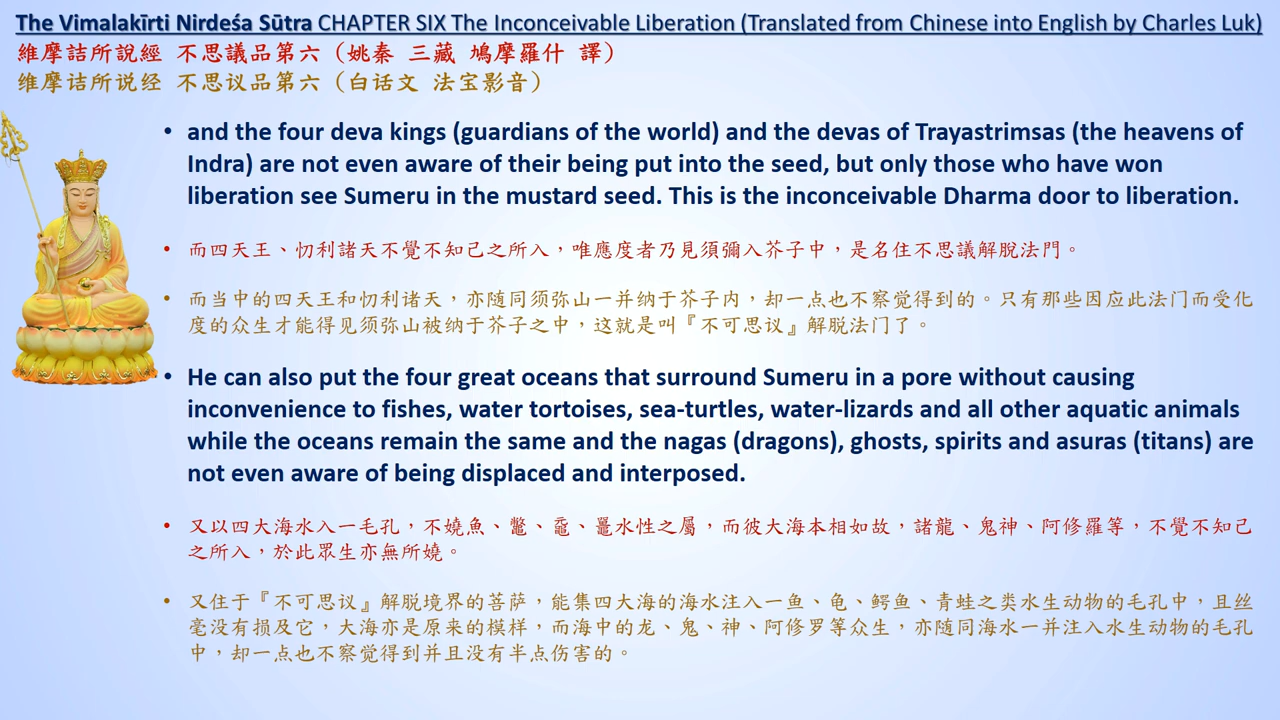 The Vimalakīrti Nirdeśa Sūtra CHAPTER SIX The Inconceivable Liberation (Translated from Chinese into English by Charles Luk)
維摩詰所說經 不思議品第六（姚秦 三藏 鳩摩羅什 譯）
维摩诘所说经 不思议品第六（白话文 法宝影音）
• and the four deva kings (guardians of the world) and the devas of Trayastrimsas (the heavens of
Indra) are not even aware of their being put into the seed, but only those who have won
liberation see Sumeru in the mustard seed. This is the inconceivable Dharma door to liberation.
• 而四天王、忉利諸天不覺不知己之所入，唯應度者乃見須彌入芥子中，是名住不思議解脫法門。
• 而当中的四天王和忉利诸天，亦随同须弥山一并纳于芥子内，却一点也不察觉得到的。只有那些因应此法门而受化
度的众生才能得见须弥山被纳于芥子之中，这就是叫『不可思议』解脱法门了。
• He can also put the four great oceans that surround Sumeru in a pore without causing
inconvenience to fishes, water tortoises, sea-turtles, water-lizards and all other aquatic animals
while the oceans remain the same and the nagas (dragons), ghosts, spirits and asuras (titans) are
not even aware of being displaced and interposed.
• 又以四大海水入一毛孔，不嬈魚、鼈、黿、鼉水性之屬，而彼大海本相如故，諸龍、鬼神、阿修羅等，不覺不知己
之所入，於此眾生亦無所嬈。
• 又住于『不可思议』解脱境界的菩萨，能集四大海的海水注入一鱼、龟、鳄鱼、青蛙之类水生动物的毛孔中，且丝
毫没有损及它，大海亦是原来的模样，而海中的龙、鬼、神、阿修罗等众生，亦随同海水一并注入水生动物的毛孔
中，却一点也不察觉得到并且没有半点伤害的。